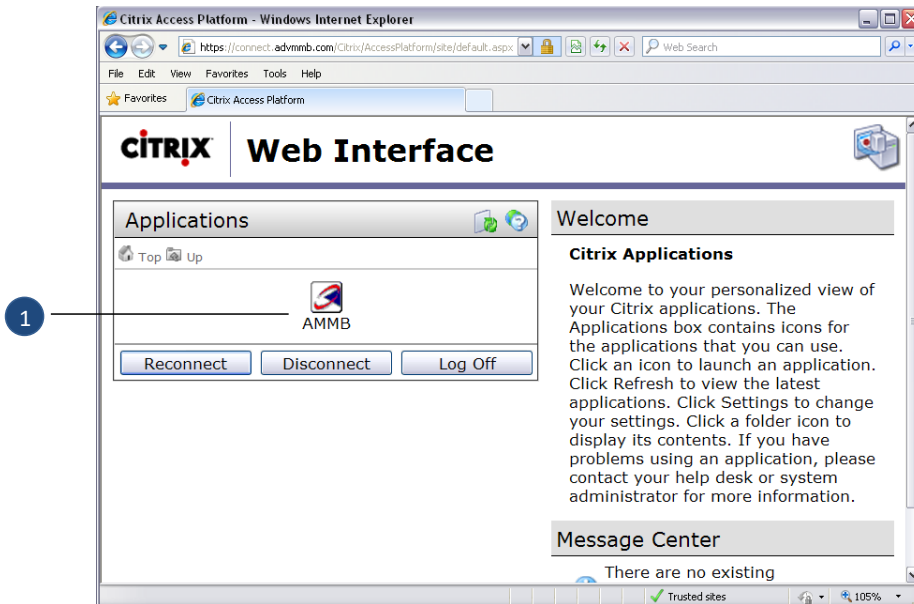 Citrix Access Platform - Windows Internet Explorer
https://connect.advmmb.com/Citrix/AccessPlatform/site/default.aspx
Web Search
File Edit View Favorites Tools Help
Favorites
Citrix Access Platform
CITRIX
Web Interface
Applications
Top Up
1
AMMB
Reconnect Disconnect Log Off
Welcome
Citrix Applications
Welcome to your personalized view of
your Citrix applications. The
Applications box contains icons for
the applications that you can use.
Click an icon to launch an application.
Click Refresh to view the latest
applications. Click Settings to change
your settings. Click a folder icon to
display its contents. If you have
problems using an application, please
contact your help desk or system
administrator for more information.
Message Center
There are no existing
Trusted sites
105%